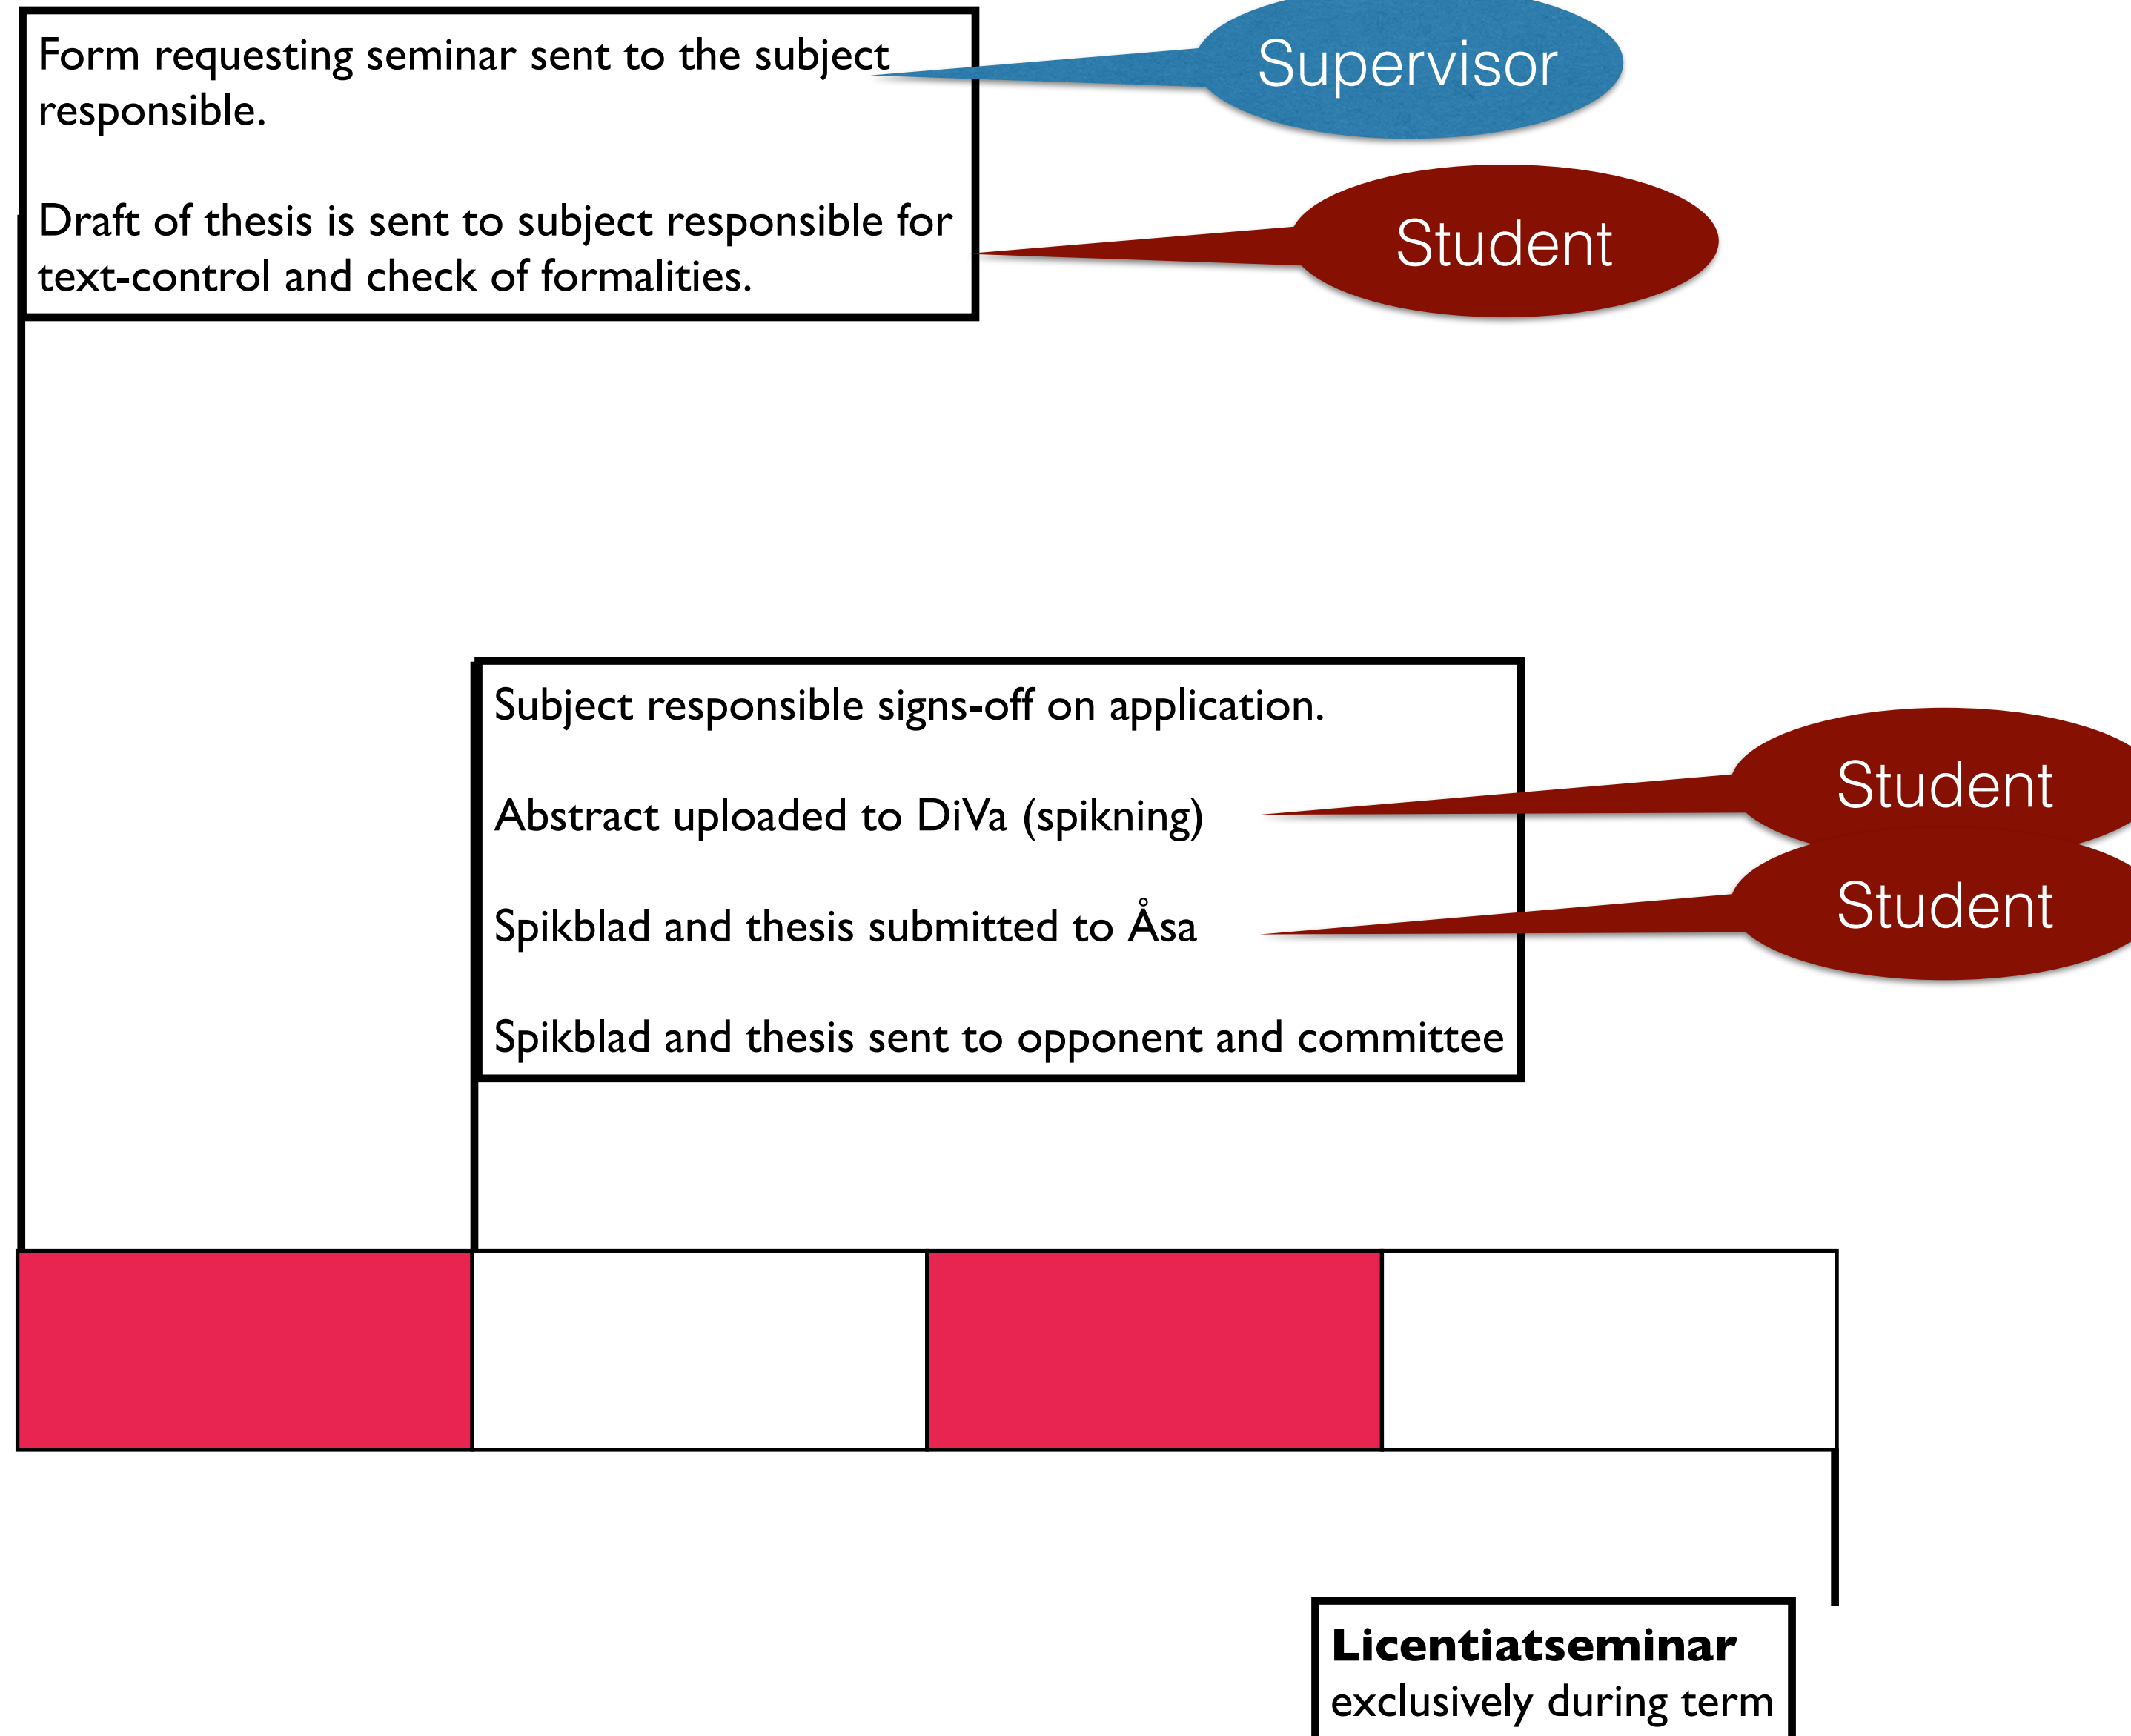 Form requesting seminar sent to the subject
responsible.
Supervisor
Draft of thesis is sent to subject responsible for
text-control and check of formalities.
Student
Subject responsible signs-off on application.
Abstract uploaded to DiVa (spikning)
Student
Spikblad and thesis submitted to Åsa
Student
Spikblad and thesis sent to opponent and committee
Licentiatseminar
exclusively during term